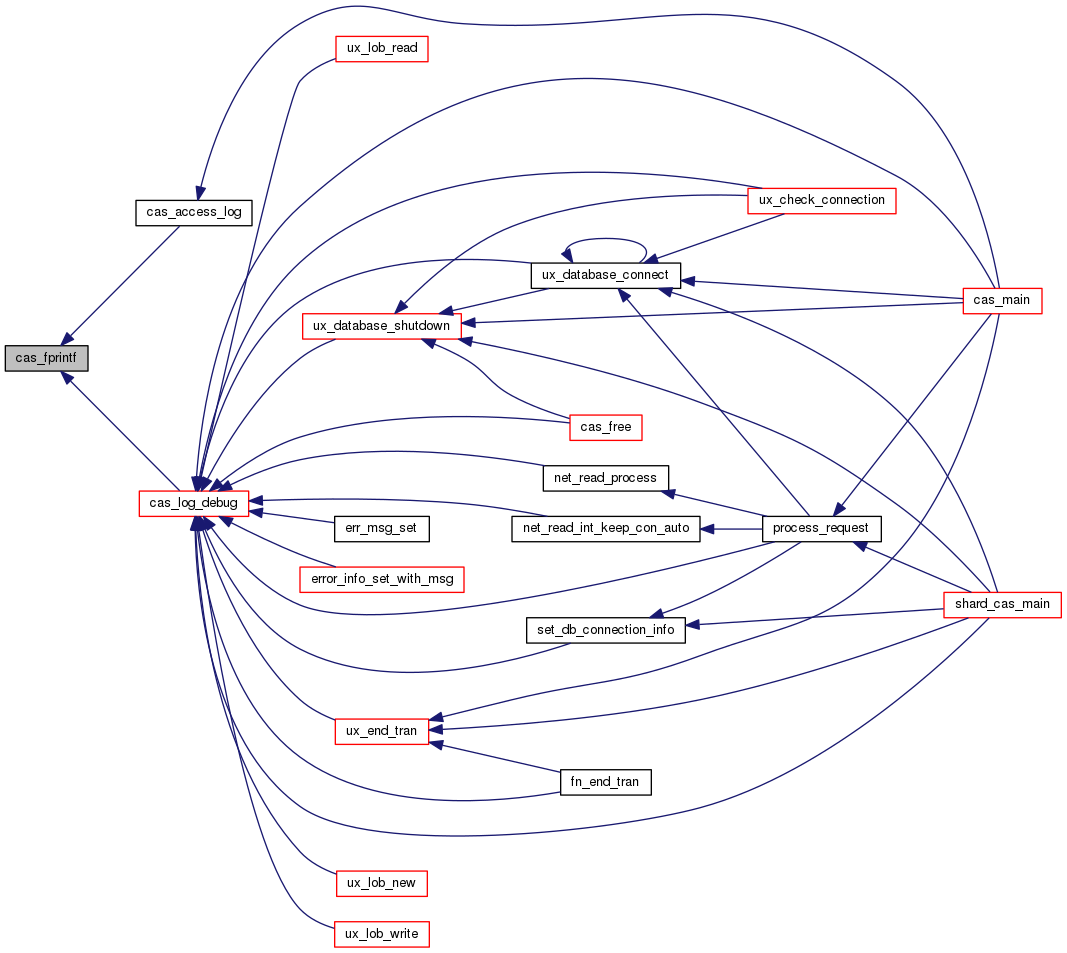 ux_lob_read
cas_access_log
ux_check_connection
ux_database_connect
cas_main
ux_database_shutdown
cas_fprintf
cas_free
net_read_process
cas_log_debug
err_msg_set
net_read_int_keep_con_auto
process_request
error_info_set_with_msg
shard_cas_main
set_db_connection_info
ux_end_tran
fn_end_tran
ux_lob_new
ux_lob_write